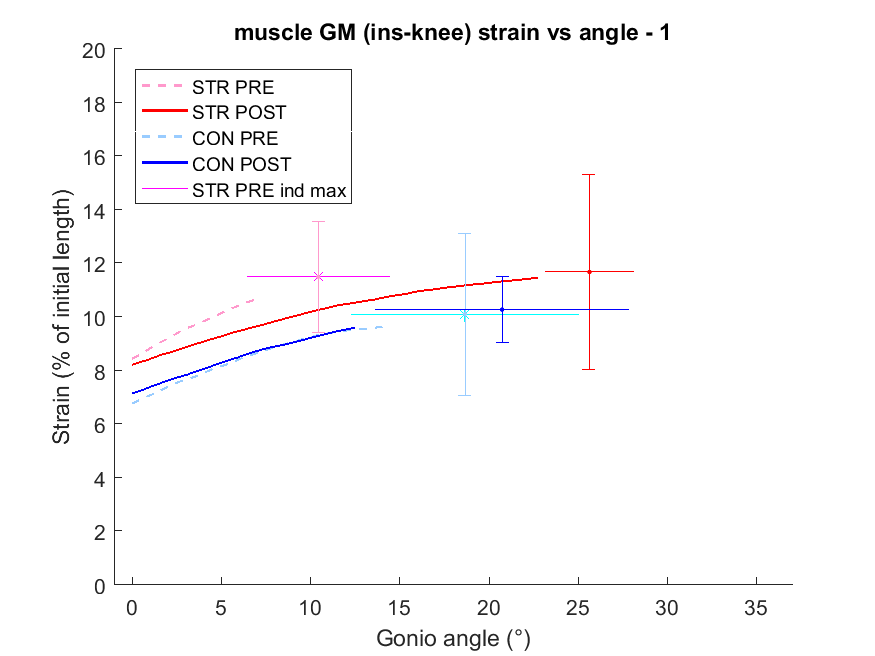 muscle GM (ins-knee) strain vs angle - 1
20
18
16
14
12
10
8
6
4
2
0
Strain (% of initial length)
STR PRE
STR POST
CON PRE
CON POST
STR PRE ind max
0 5 10 15 20 25 30 35
Gonio angle (°)